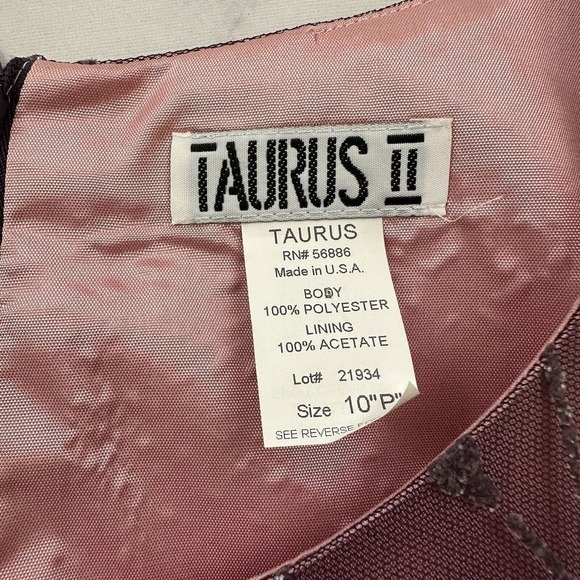 TAURUS II
TAURUS
RN# 56886
Made in U.S.A.
BODY
100% POLYESTER
LINING
100% ACETATE
Lot# 21934
Size 10"P"
SEE REVERSE